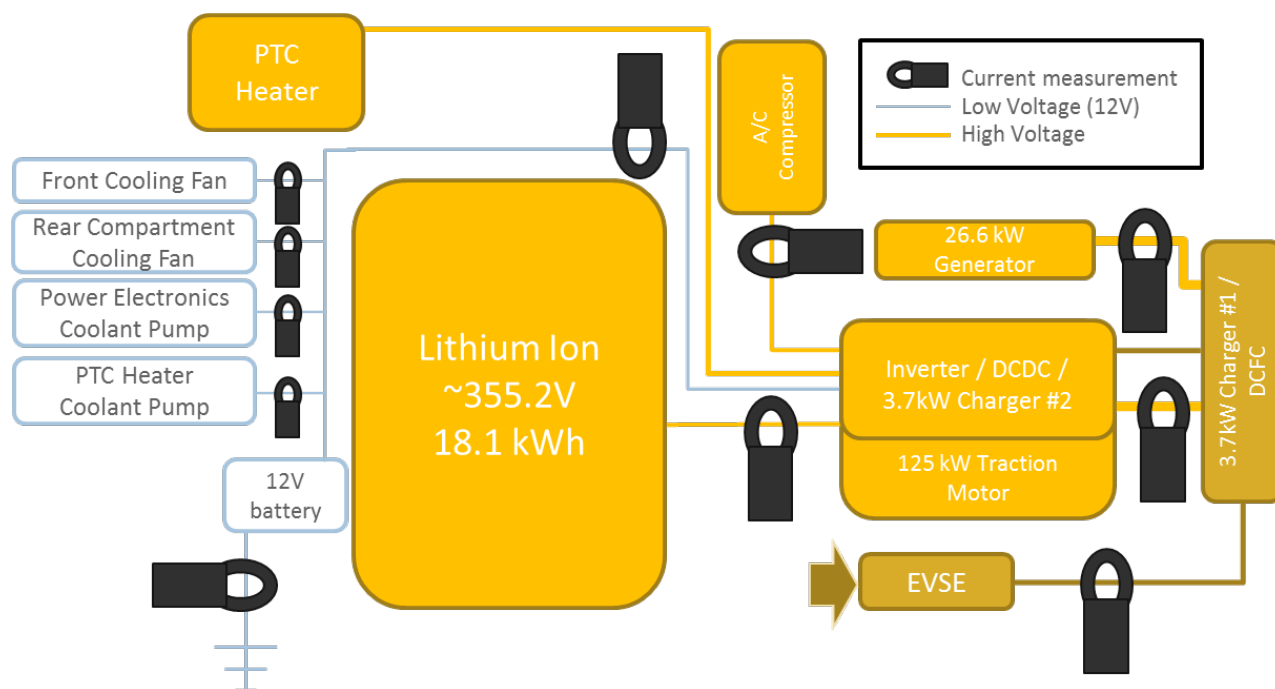 PTC
Heater
A/C
Compressor
Current measurement
Low Voltage (12V)
High Voltage
Front Cooling Fan
Rear Compartment
Cooling Fan
Power Electronics
Coolant Pump
PTC Heater
Coolant Pump
12V
battery
Lithium Ion
~355.2V
18.1 kWh
26.6 kW
Generator
Inverter / DCDC /
3.7kW Charger #2
125 kW Traction
Motor
3.7kW Charger #1 /
DCFC
EVSE